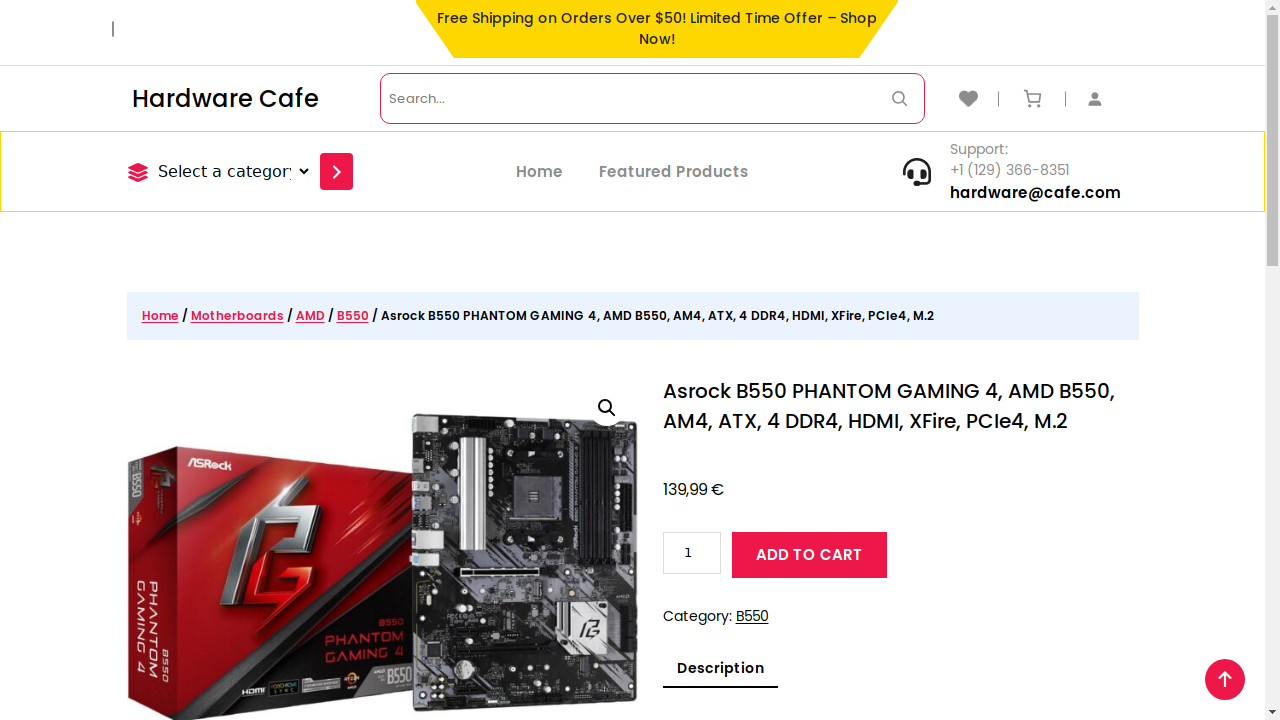 Free Shipping on Orders Over $50! Limited Time Offer – Shop
Now!
Hardware Cafe
Search...
Select a category
Home
Featured Products
Support:
+1 (129) 366-8351
hardware@cafe.com
Home / Motherboards / AMD / B550 / Asrock B550 PHANTOM GAMING 4, AMD B550, AM4, ATX, 4 DDR4, HDMI, XFire, PCIe4, M.2
Asrock B550 PHANTOM GAMING 4, AMD B550,
AM4, ATX, 4 DDR4, HDMI, XFire, PCIe4, M.2
139,99 €
1
ADD TO CART
Category: B550
Description
ASRock
B550
PHANTOM
GAMING 4
B550
PHANTOM
GAMING 4
B550
HDMI
B550